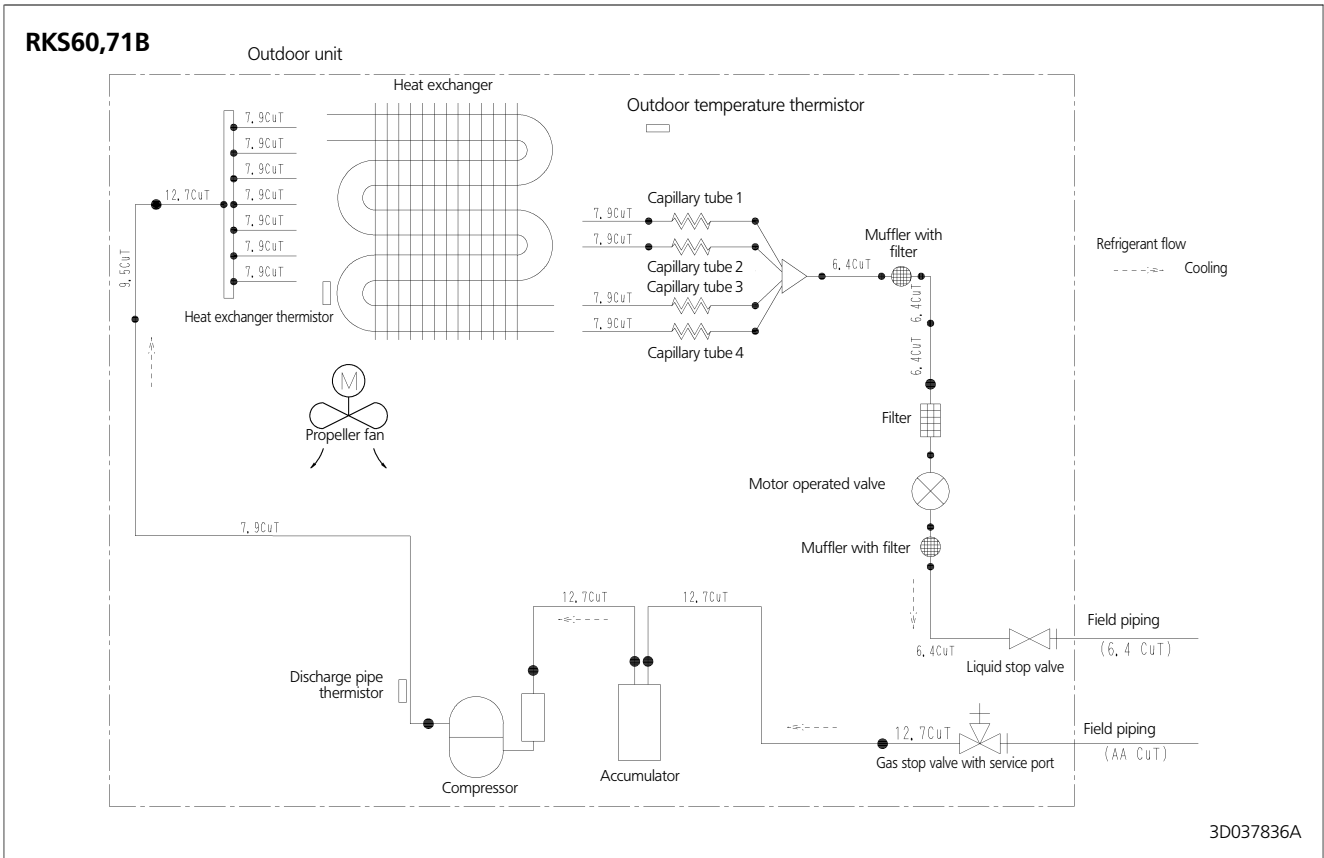 RKS60,71B
Outdoor unit
Heat exchanger
Outdoor temperature thermistor
7.9CuT
7.9CuT
7.9CuT
12.7CuT
7.9CuT
7.9CuT
7.9CuT
7.9CuT
9.5CuT
Heat exchanger thermistor
Capillary tube 1
7.9CuT
7.9CuT
Capillary tube 2
Capillary tube 3
7.9CuT
7.9CuT
Capillary tube 4
Muffler with
filter
6.4CuT
6.4CuT
6.4CuT
Refrigerant flow
Cooling
M
Propeller fan
Filter
Motor operated valve
Muffler with filter
7.9CuT
12.7CuT
12.7CuT
6.4CuT
Liquid stop valve
Field piping
(6.4 CuT)
Discharge pipe
thermistor
Compressor
Accumulator
12.7CuT
Gas stop valve with service port
Field piping
(AA CuT)
3D037836A